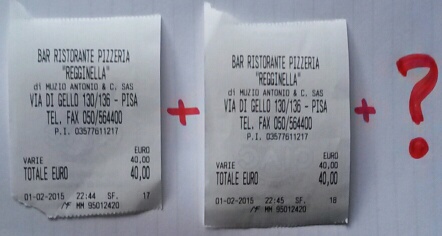 BAR RISTORANTE PIZZERIA
"REGGINELLA"
di MUZIO ANTONIO & C. SAS
VIA DI GELLO 130/136 - PISA
TEL. FAX 050/564400
P.I. 03577611217
EURO
VARIE 40,00
TOTALE EURO 40,00
01-02-2015 22:44 SF. 17
MF MM 95012420
+
BAR RISTORANTE PIZZERIA
"REGGINELLA"
di MUZIO ANTONIO & C. SAS
VIA DI GELLO 130/136 - PISA
TEL. FAX 050/564400
P.I. 03577611217
EURO
VARIE 40,00
TOTALE EURO 40,00
01-02-2015 22:45 SF. 18
MF MM 95012420
+
?